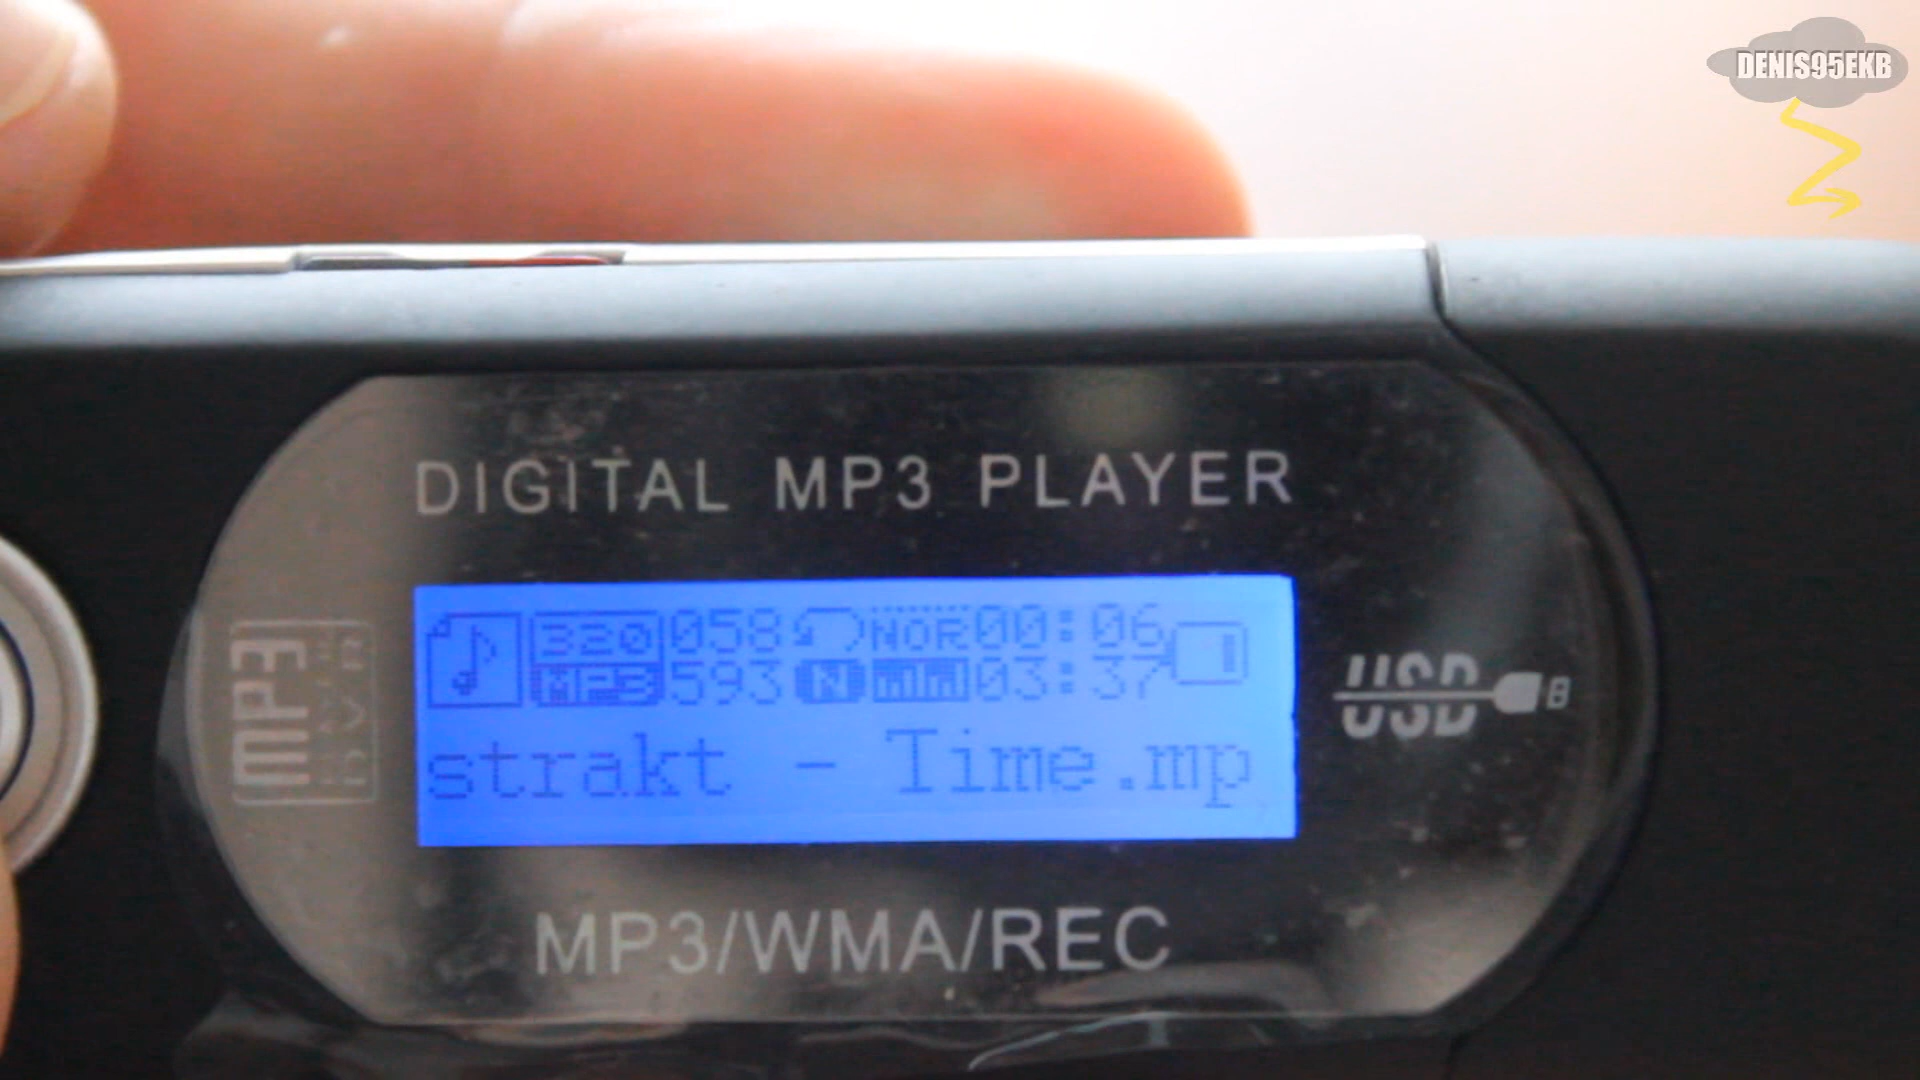 DENIS95EKB
DIGITAL MP3 PLAYER
320 058 NOR 00:06
MP3 593 N 03:37
strakt - Time.mp
MP3
USB
MP3/WMA/REC